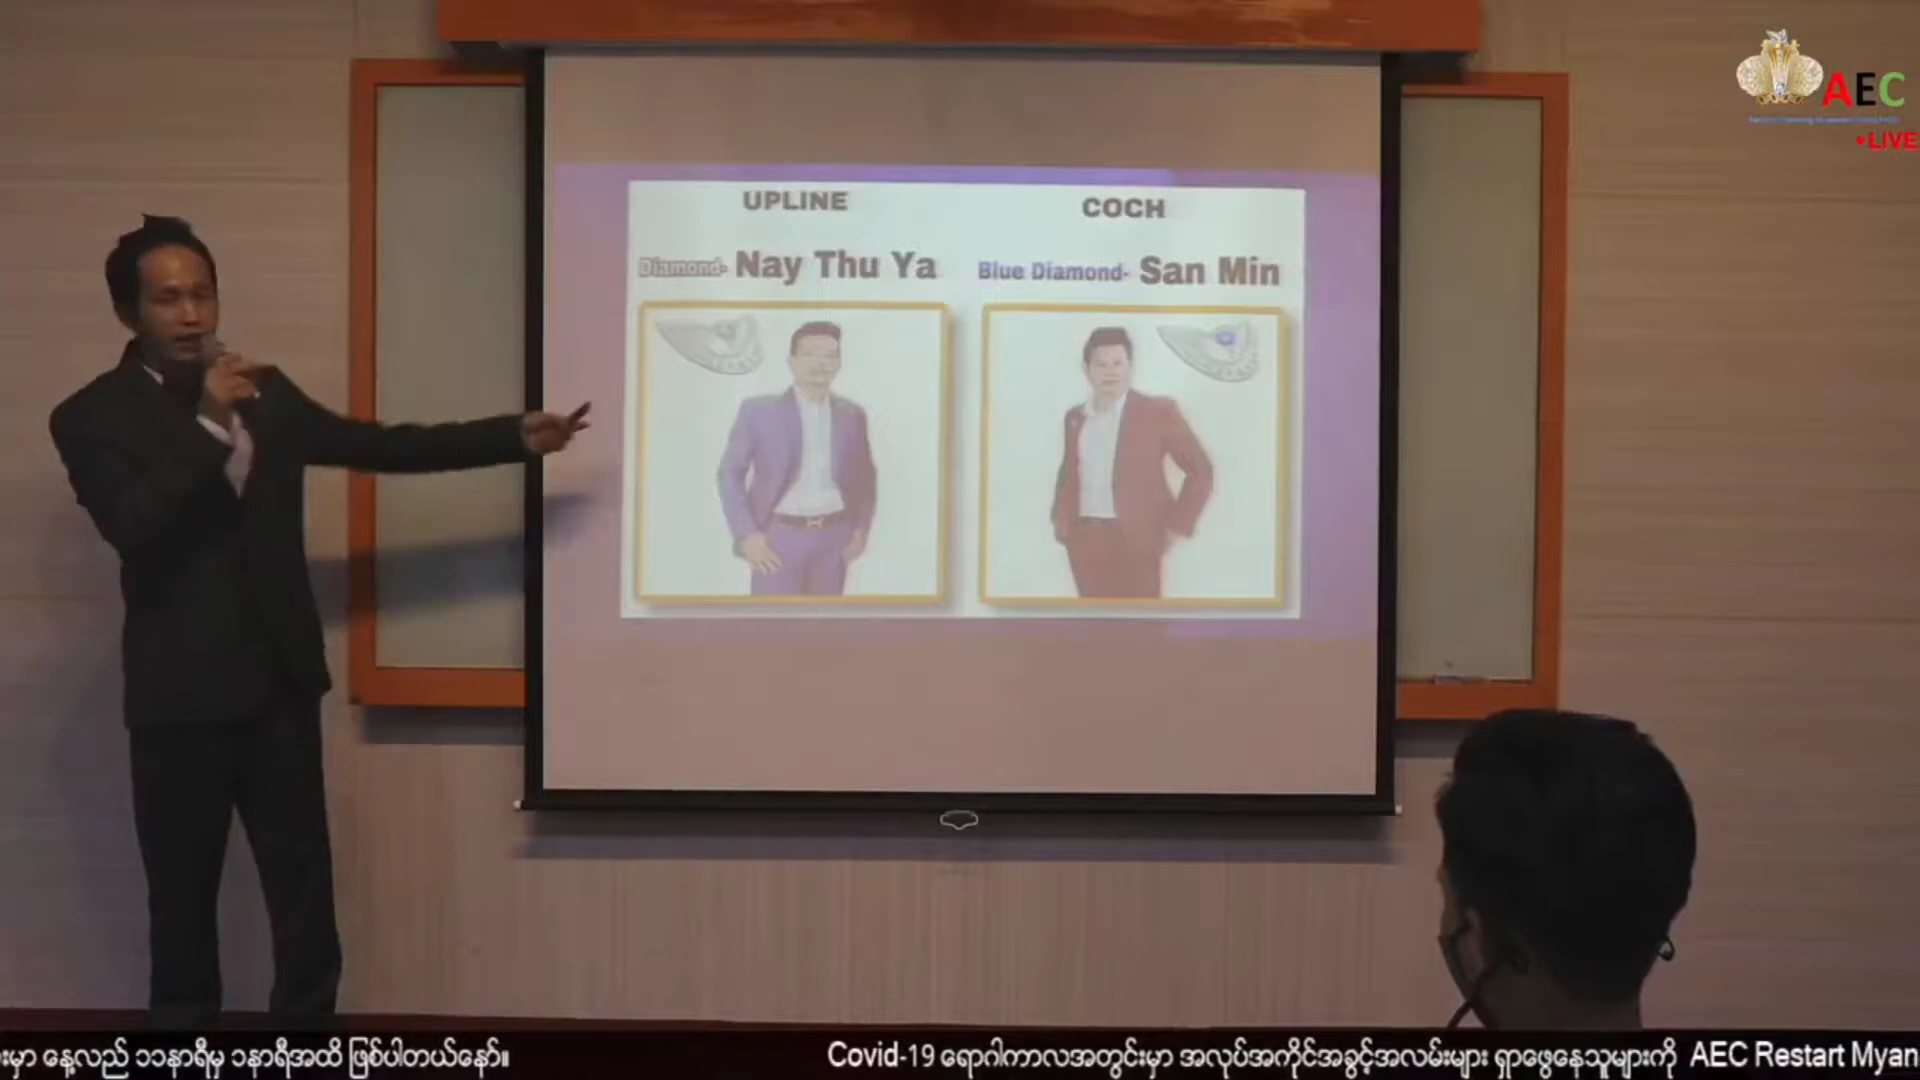 AEC
•LIVE
UPLINE
COCH
Diamond- Nay Thu Ya
Blue Diamond- San Min
းမှာ နေ့လည် ၁၁နာရီမှ ၁နာရီအထိ ဖြစ်ပါတယ်နော်။
Covid-19 ရောဂါကာလအတွင်းမှာ အလုပ်အကိုင်အခွင့်အလမ်းများ ရှာဖွေနေသူများကို AEC Restart Myan